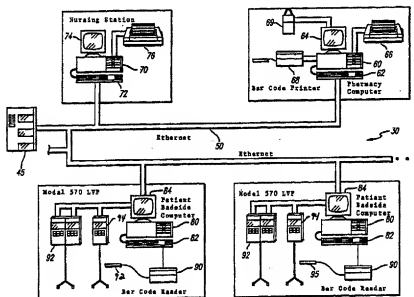 Nursing Station
74
76
70
72
69
64
66
60
68
62
Bar Code Printer
Pharmacy Computer
45
Ethernet
50
30
Ethernet
Model 570 LVP
84
94
Patient Bedside Computer
80
82
92
90
Bar Code Reader
Model 570 LVP
84
94
Patient Bedside Computer
80
82
92
95
90
Bar Code Reader